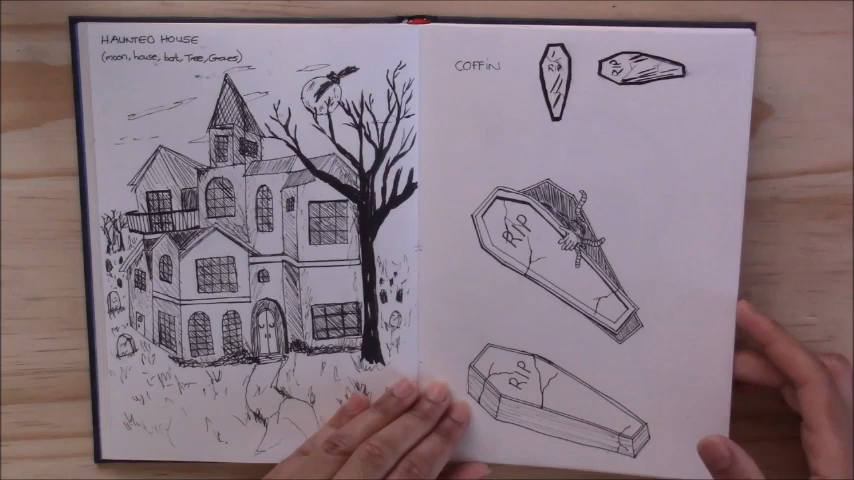 HAUNTED HOUSE
(moon, house, bat, Tree, Graves)
COFFIN
RIP
RIP
RIP
RIP